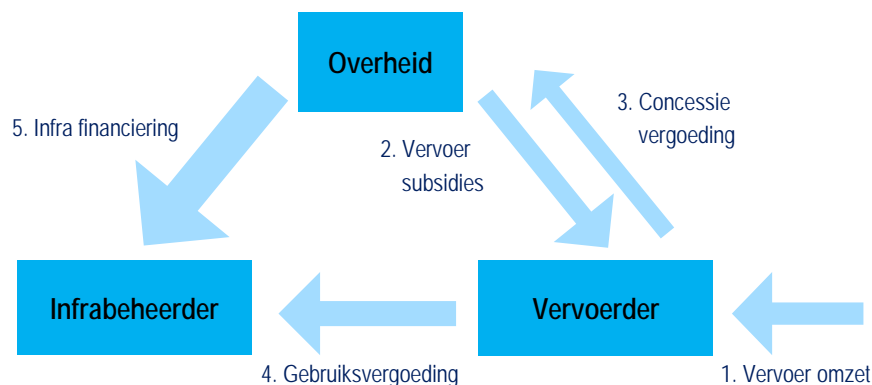 Overheid
5. Infra financiering
2. Vervoer
subsidies
3. Concessie
vergoeding
Infrabeheerder
Vervoerder
4. Gebruiksvergoeding
1. Vervoer omzet